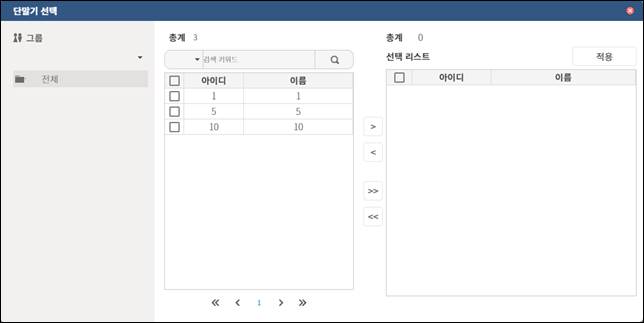 단말기 선택
그룹
전체
총계 3
검색 키워드
아이디 이름
1 1
5 5
10 10
« < 1 > »
>
<
>>
<<
총계 0
선택 리스트 적용
아이디 이름